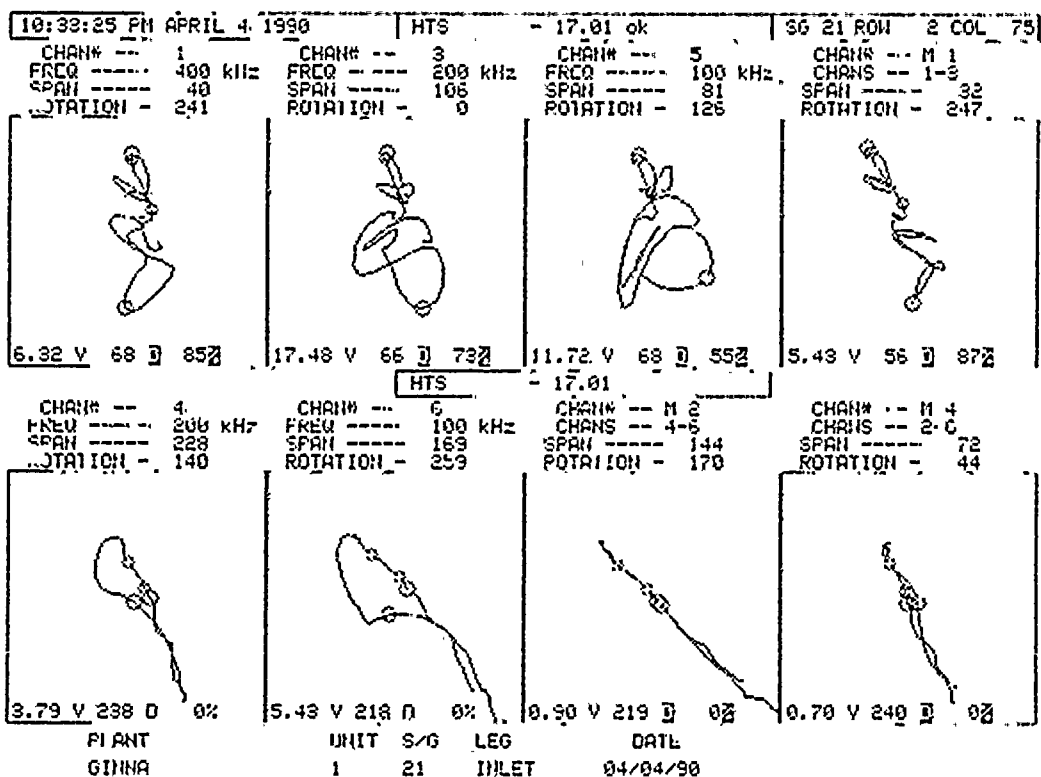 10:33:25 PM APRIL 4, 1990 HTS - 17.01 ok SG 21 ROW 2 COL 75
CHAN# -- 1 CHAN# -- 3 CHAN# -- 5 CHAN# -- M 1
FREQ ----- 400 kHz FREQ ----- 200 kHz FREQ ----- 100 kHz CHANS -- 1-3
SPAN ----- 40 SPAN ----- 106 SPAN ----- 81 SPAN ----- 32
ROTATION - 241 ROTATION - 0 ROTATION - 126 ROTATION - 247
6.32 V 68 D 85% 17.48 V 66 D 73% 11.72 V 68 D 55% 5.43 V 56 D 87%
HTS - 17.01
CHAN# -- 4 CHAN# -- 6 CHAN# -- M 2 CHAN# -- M 4
FREQ ----- 200 kHz FREQ ----- 100 kHz CHANS -- 4-6 CHANS --
SPAN ----- 228 SPAN ----- 169 SPAN ----- 144 SPAN ----- 72
ROTATION - 140 ROTATION - 259 ROTATION - 170 ROTATION - 44
3.79 V 238 D 0% 5.43 V 218 D 0% 0.90 V 219 D 0% 0.70 V 240 D 0%
PLANT UNIT S/G LEG DATE
GINNA 1 21 INLET 04/04/90